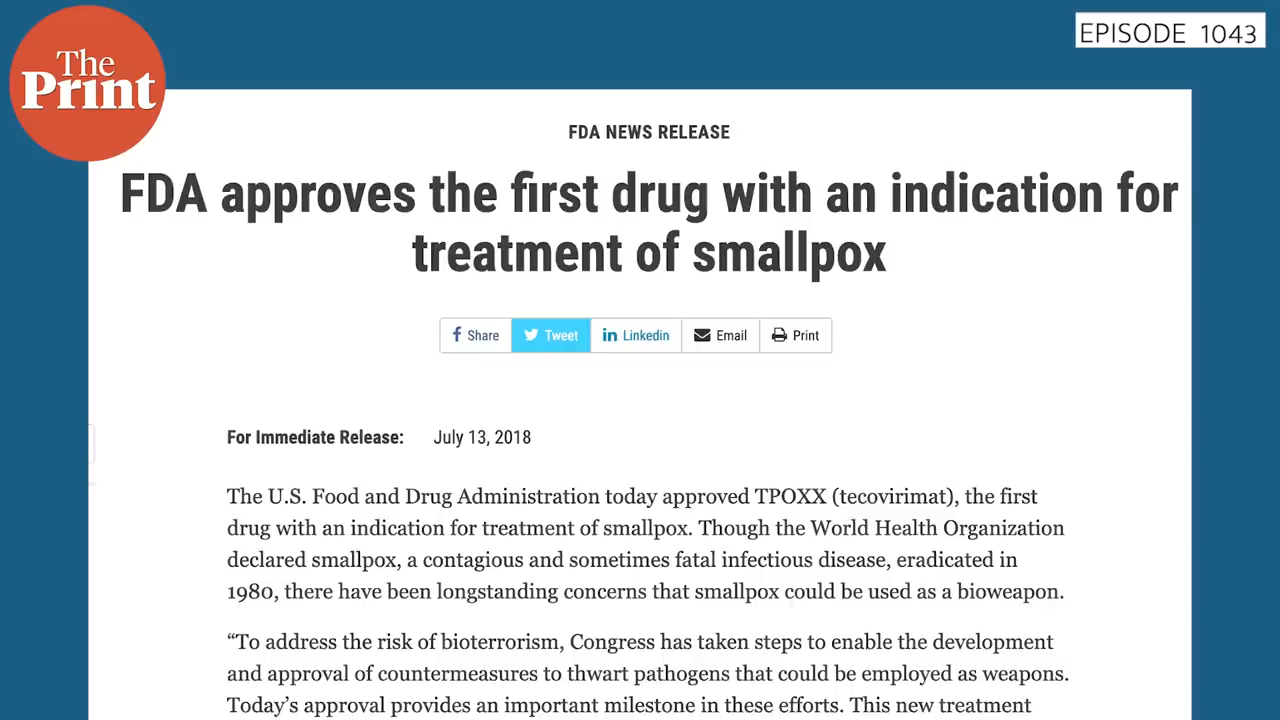 The
Print
EPISODE 1043
FDA NEWS RELEASE
FDA approves the first drug with an indication for
treatment of smallpox
Share Tweet Linkedin Email Print
For Immediate Release: July 13, 2018
The U.S. Food and Drug Administration today approved TPOXX (tecovirimat), the first
drug with an indication for treatment of smallpox. Though the World Health Organization
declared smallpox, a contagious and sometimes fatal infectious disease, eradicated in
1980, there have been longstanding concerns that smallpox could be used as a bioweapon.
“To address the risk of bioterrorism, Congress has taken steps to enable the development
and approval of countermeasures to thwart pathogens that could be employed as weapons.
Today’s approval provides an important milestone in these efforts. This new treatment